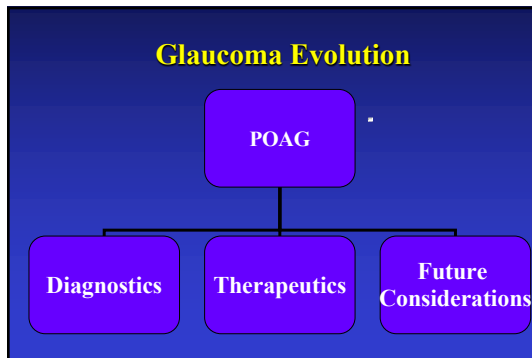 Glaucoma Evolution
POAG
Diagnostics
Therapeutics
Future
Considerations